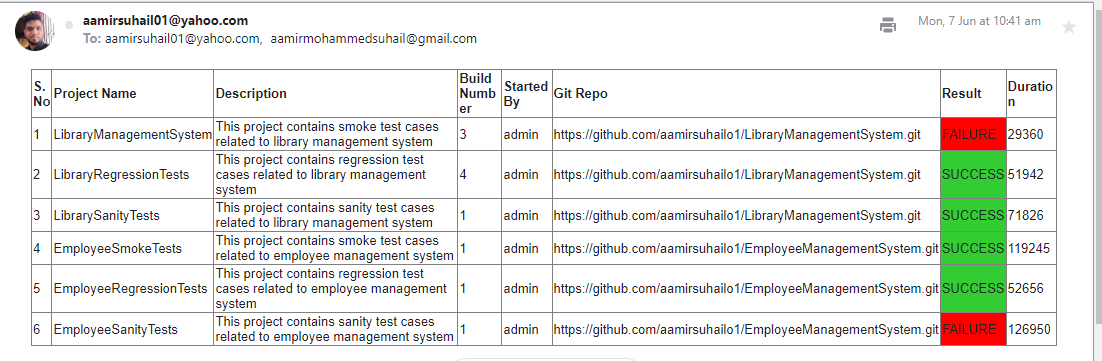 aamirsuhail01@yahoo.com
Mon, 7 Jun at 10:41 am
To: aamirsuhail01@yahoo.com, aamirmohammedsuhail@gmail.com
S. No Project Name Description Build Numb er Started By Git Repo Result Duratio n
1 LibraryManagementSystem This project contains smoke test cases related to library management system 3 admin https://github.com/aamirsuhailo1/LibraryManagementSystem.git FAILURE 29360
2 LibraryRegressionTests This project contains regression test cases related to library management system 4 admin https://github.com/aamirsuhailo1/LibraryManagementSystem.git SUCCESS 51942
3 LibrarySanityTests This project contains sanity test cases related to library management system 1 admin https://github.com/aamirsuhailo1/LibraryManagementSystem.git SUCCESS 71826
4 EmployeeSmokeTests This project contains smoke test cases related to employee management system 1 admin https://github.com/aamirsuhailo1/EmployeeManagementSystem.git SUCCESS 119245
5 EmployeeRegressionTests This project contains regression test cases related to employee management system 1 admin https://github.com/aamirsuhailo1/EmployeeManagementSystem.git SUCCESS 52656
6 EmployeeSanityTests This project contains sanity test cases related to employee management system 1 admin https://github.com/aamirsuhailo1/EmployeeManagementSystem.git FAILURE 126950